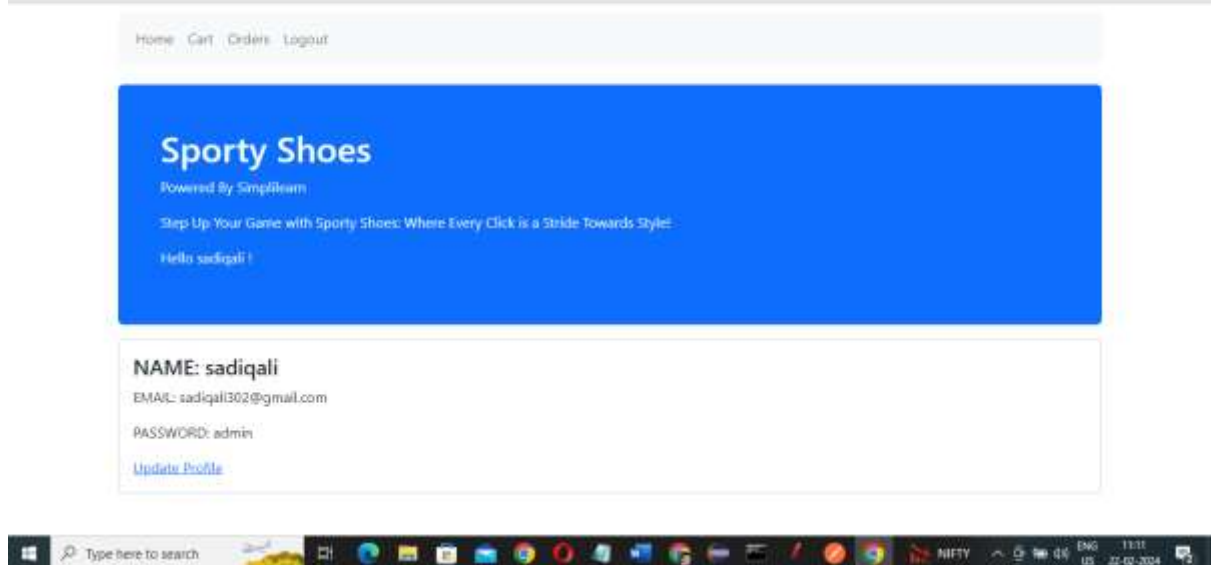 Home Cart Orders Logout
Sporty Shoes
Powered By Simplilearn
Step Up Your Game with Sporty Shoes: Where Every Click is a Stride Towards Style!
Hello sadiqali !
NAME: sadiqali
EMAIL: sadiqali302@gmail.com
PASSWORD: admin
Update Profile
Type here to search
NIFTY
ENG
11:11
US
22-02-2024